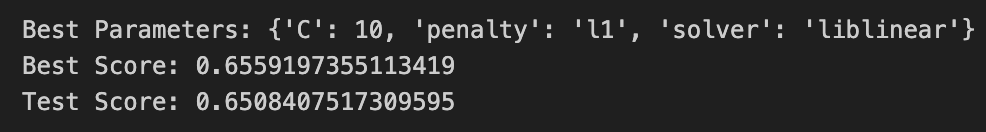 Best Parameters: {'C': 10, 'penalty': 'l1', 'solver': 'liblinear'}
Best Score: 0.6559197355113419
Test Score: 0.6508407517309595